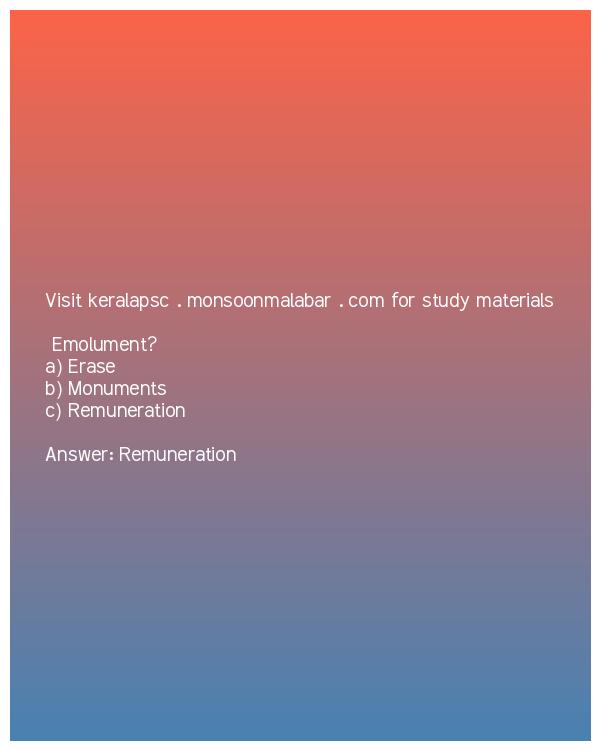 Visit keralapsc . monsoonmalabar . com for study materials
Emolument?
a) Erase
b) Monuments
c) Remuneration
Answer: Remuneration